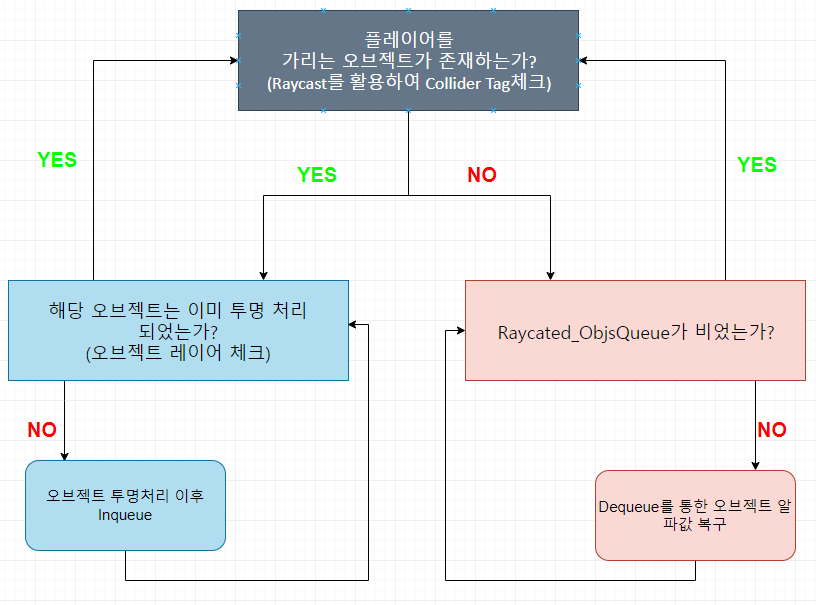 플레이어를
가리는 오브젝트가 존재하는가?
(Raycast를 활용하여 Collider Tag체크)
YES
YES
NO
YES
해당 오브젝트는 이미 투명 처리
되었는가?
(오브젝트 레이어 체크)
Raycated_ObjsQueue가 비었는가?
NO
NO
오브젝트 투명처리 이후
Inqueue
Dequeue를 통한 오브젝트 알
파값 복구